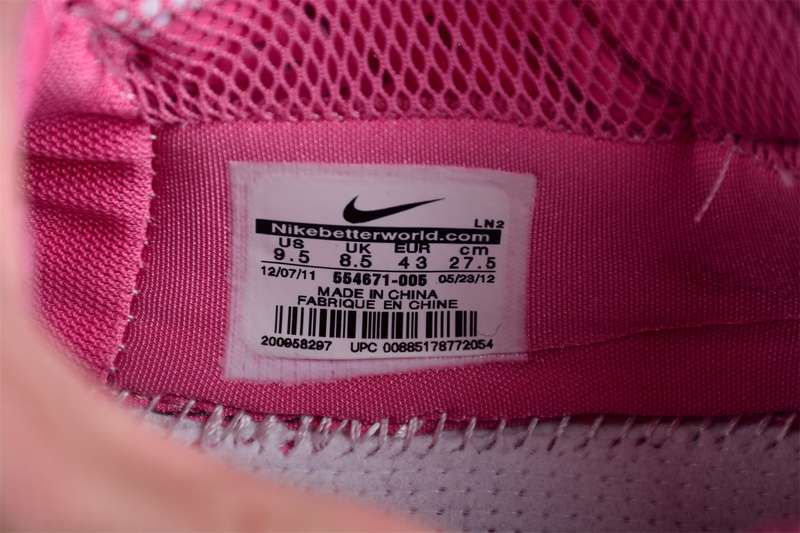 LN2
Nikebetterworld.com
US UK EUR cm
9.5 8.5 43 27.5
12/07/11 554671-005 05/23/12
MADE IN CHINA
FABRIQUE EN CHINE
200958297 UPC 00885178772054